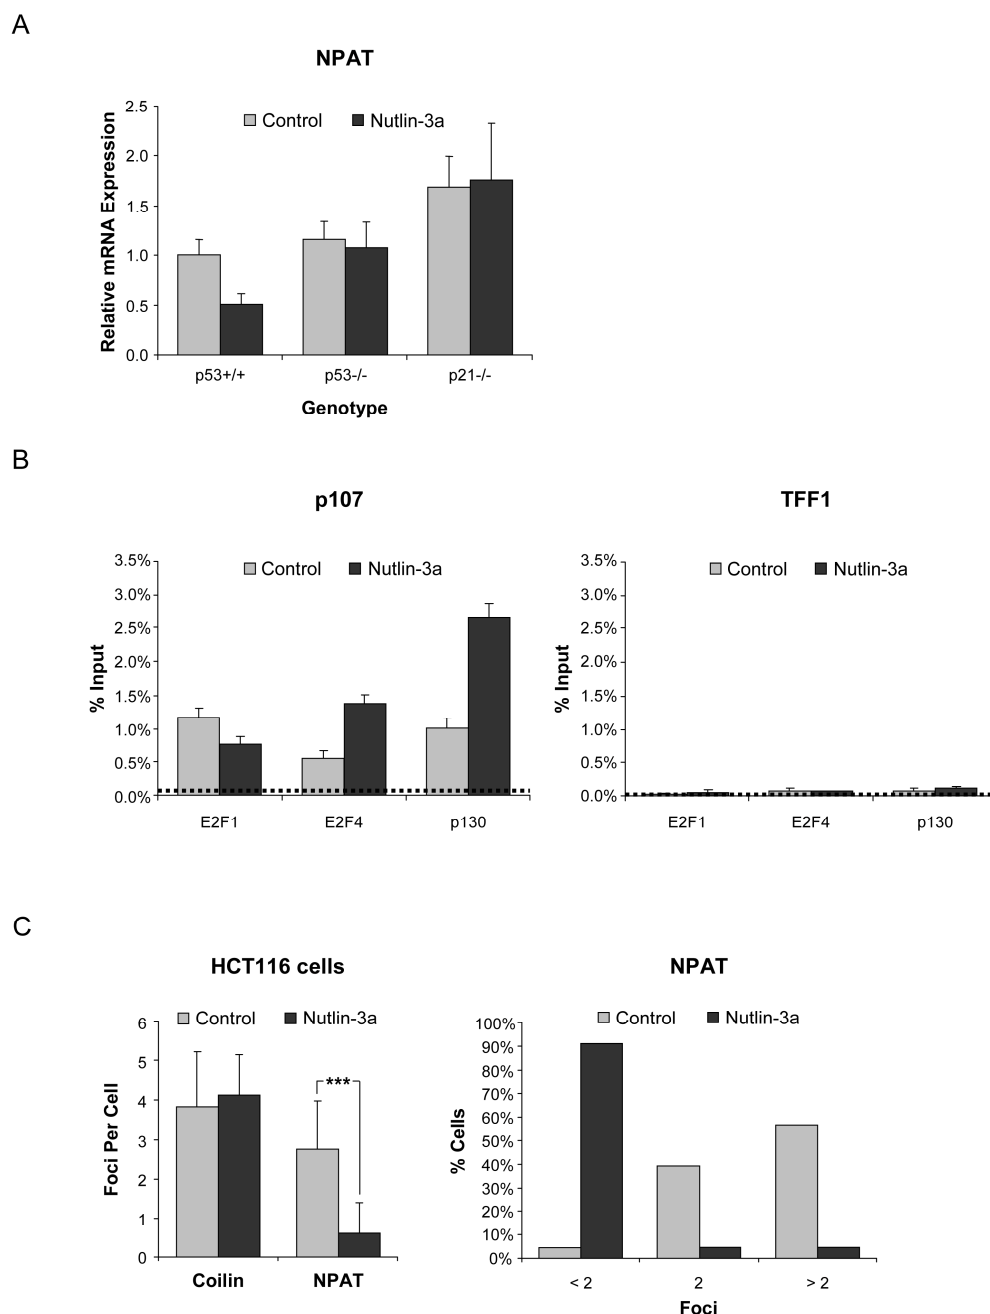 A
NPAT
Control Nutlin-3a
Relative mRNA Expression
2.5
2.0
1.5
1.0
0.5
0.0
p53+/+ p53-/- p21-/-
Genotype
B
p107
Control Nutlin-3a
% Input
3.5%
3.0%
2.5%
2.0%
1.5%
1.0%
0.5%
0.0%
E2F1 E2F4 p130
TFF1
Control Nutlin-3a
% Input
3.5%
3.0%
2.5%
2.0%
1.5%
1.0%
0.5%
0.0%
E2F1 E2F4 p130
C
HCT116 cells
Control Nutlin-3a
Foci Per Cell
6
5
4
3
2
1
0
***
Coilin NPAT
NPAT
Control Nutlin-3a
% Cells
100%
90%
80%
70%
60%
50%
40%
30%
20%
10%
0%
< 2 2 > 2
Foci